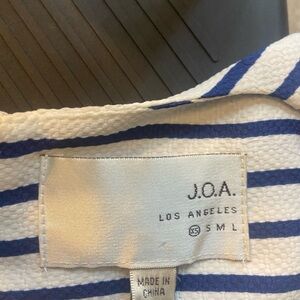 J.O.A.
LOS ANGELES
XS S M L
MADE IN
CHINA